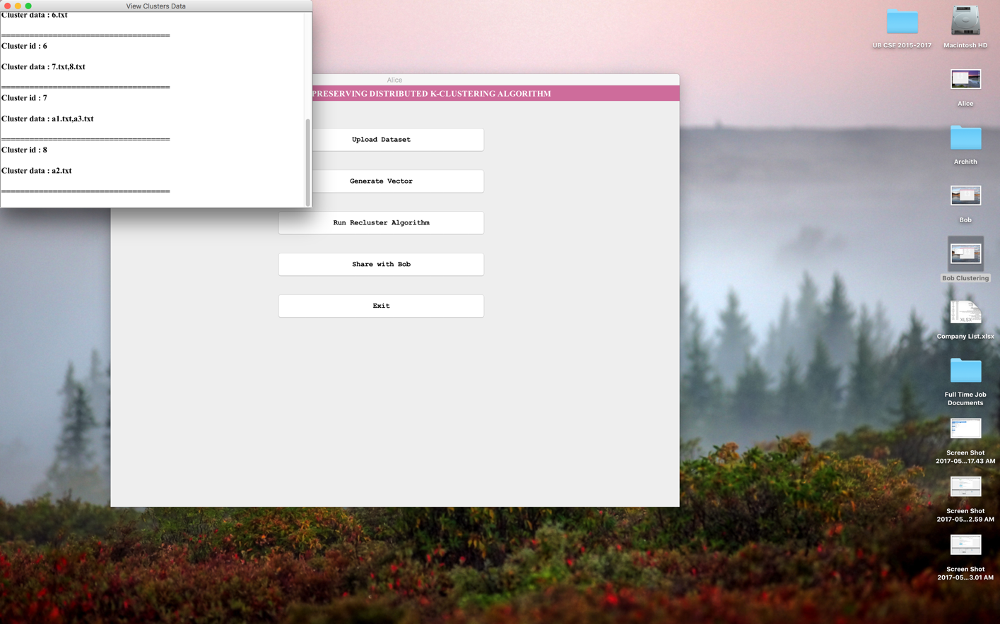 View Clusters Data
Cluster data : 6.txt
====================================
Cluster id : 6
Cluster data : 7.txt,8.txt
====================================
Cluster id : 7
Cluster data : a1.txt,a3.txt
====================================
Cluster id : 8
Cluster data : a2.txt
====================================
Alice
PRESERVING DISTRIBUTED K-CLUSTERING ALGORITHM
Upload Dataset
Generate Vector
Run Recluster Algorithm
Share with Bob
Exit
UB CSE 2015-2017
Macintosh HD
Alice
Archith
Bob
Bob Clustering
XLSX
Company List.xlsx
Full Time Job
Documents
Screen Shot
2017-05...17.43 AM
Screen Shot
2017-05...2.59 AM
Screen Shot
2017-05...3.01 AM